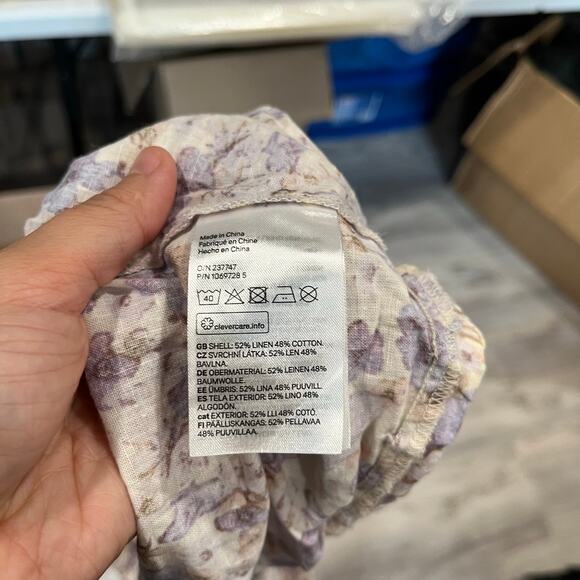 Made in China
Fabriqué en Chine
Hecho en China
O/N 237747
P/N 1069728 5
40
clevercare.info
GB SHELL: 52% LINEN 48% COTTON.
CZ SVRCHNÍ LÁTKA: 52% LEN 48%
BAVLNA.
DE OBERMATERIAL: 52% LEINEN 48%
BAUMWOLLE.
EE ÜMBRIS: 52% LINA 48% PUUVILL.
ES TELA EXTERIOR: 52% LINO 48%
ALGODÓN.
cat EXTERIOR: 52% LLI 48% COTÓ.
FI PÄÄLLISKANGAS: 52% PELLAVAA
48% PUUVILLAA.